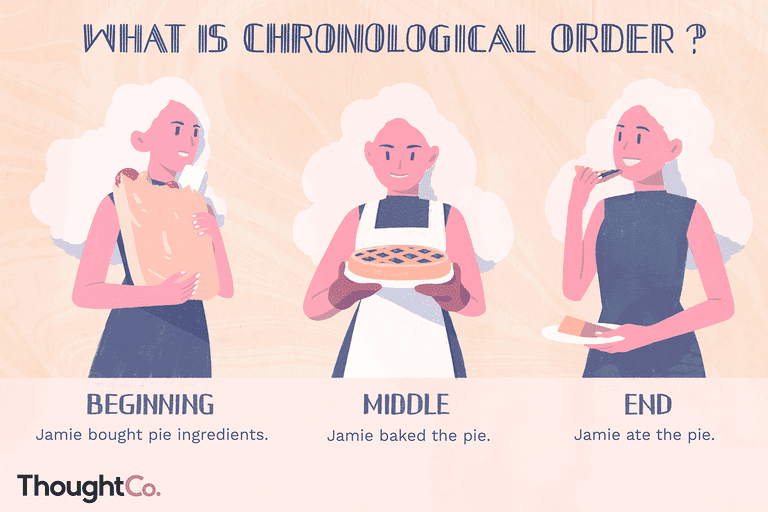 WHAT IS CHRONOLOGICAL ORDER ?
BEGINNING
Jamie bought pie ingredients.
MIDDLE
Jamie baked the pie.
END
Jamie ate the pie.
ThoughtCo.